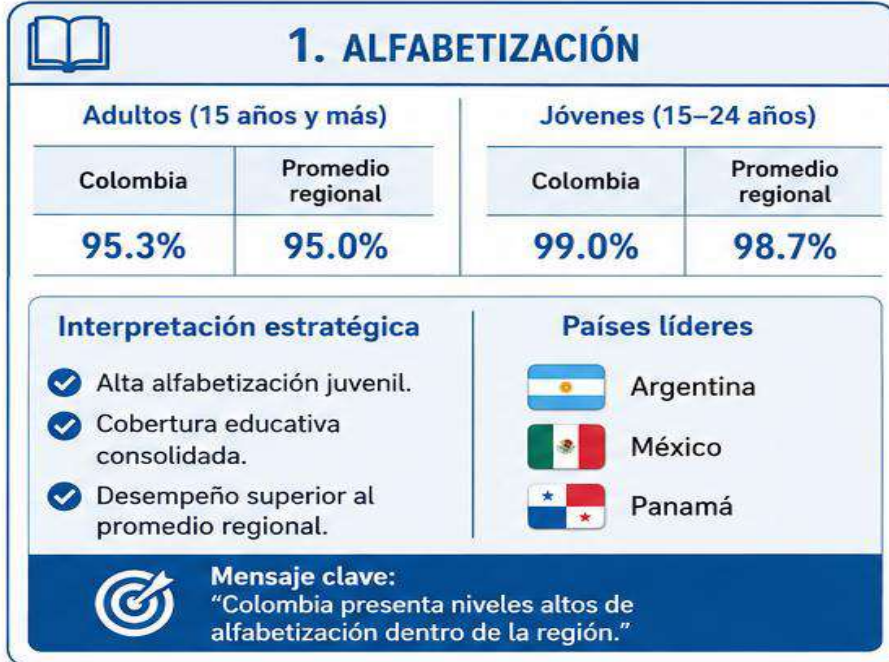 1. ALFABETIZACIÓN
Adultos (15 años y más)
Colombia
Promedio
regional
95.3%
95.0%
Jóvenes (15–24 años)
Colombia
Promedio
regional
99.0%
98.7%
Interpretación estratégica
Alta alfabetización juvenil.
Cobertura educativa
consolidada.
Desempeño superior al
promedio regional.
Países líderes
Argentina
México
Panamá
Mensaje clave:
“Colombia presenta niveles altos de
alfabetización dentro de la región.”